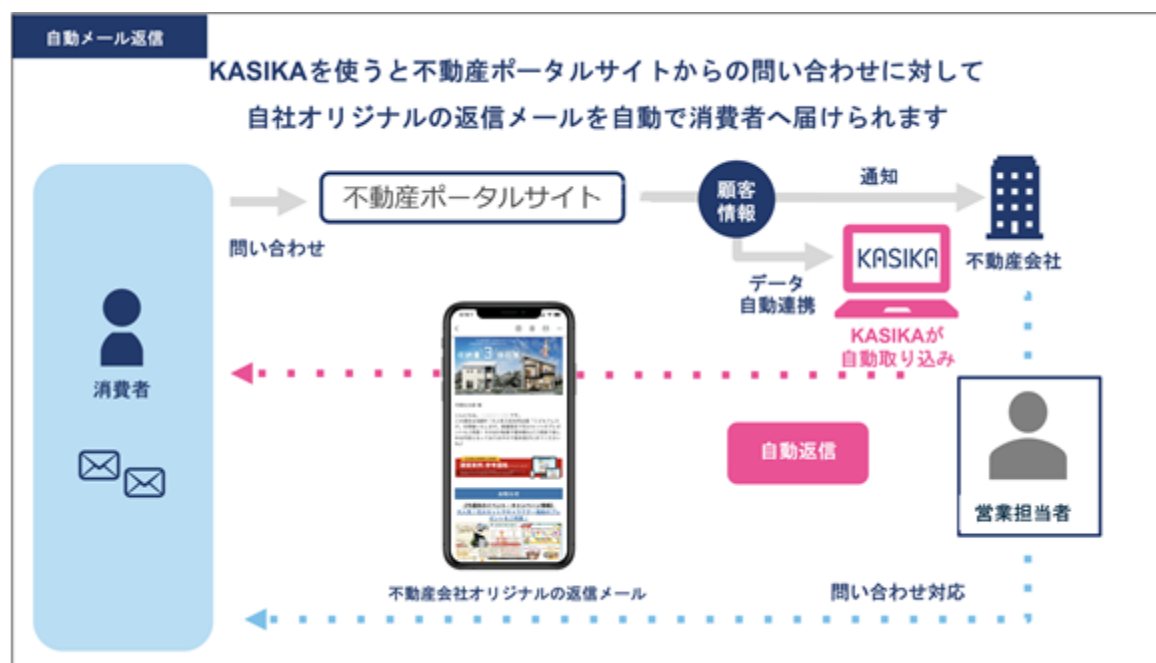 自動メール返信
KASIKAを使うと不動産ポータルサイトからの問い合わせに対して
自社オリジナルの返信メールを自動で消費者へ届けられます
不動産ポータルサイト
問い合わせ
顧客
情報
通知
不動産会社
KASIKA
データ
自動連携
KASIKAが
自動取り込み
消費者
自動返信
営業担当者
不動産会社オリジナルの返信メール
問い合わせ対応